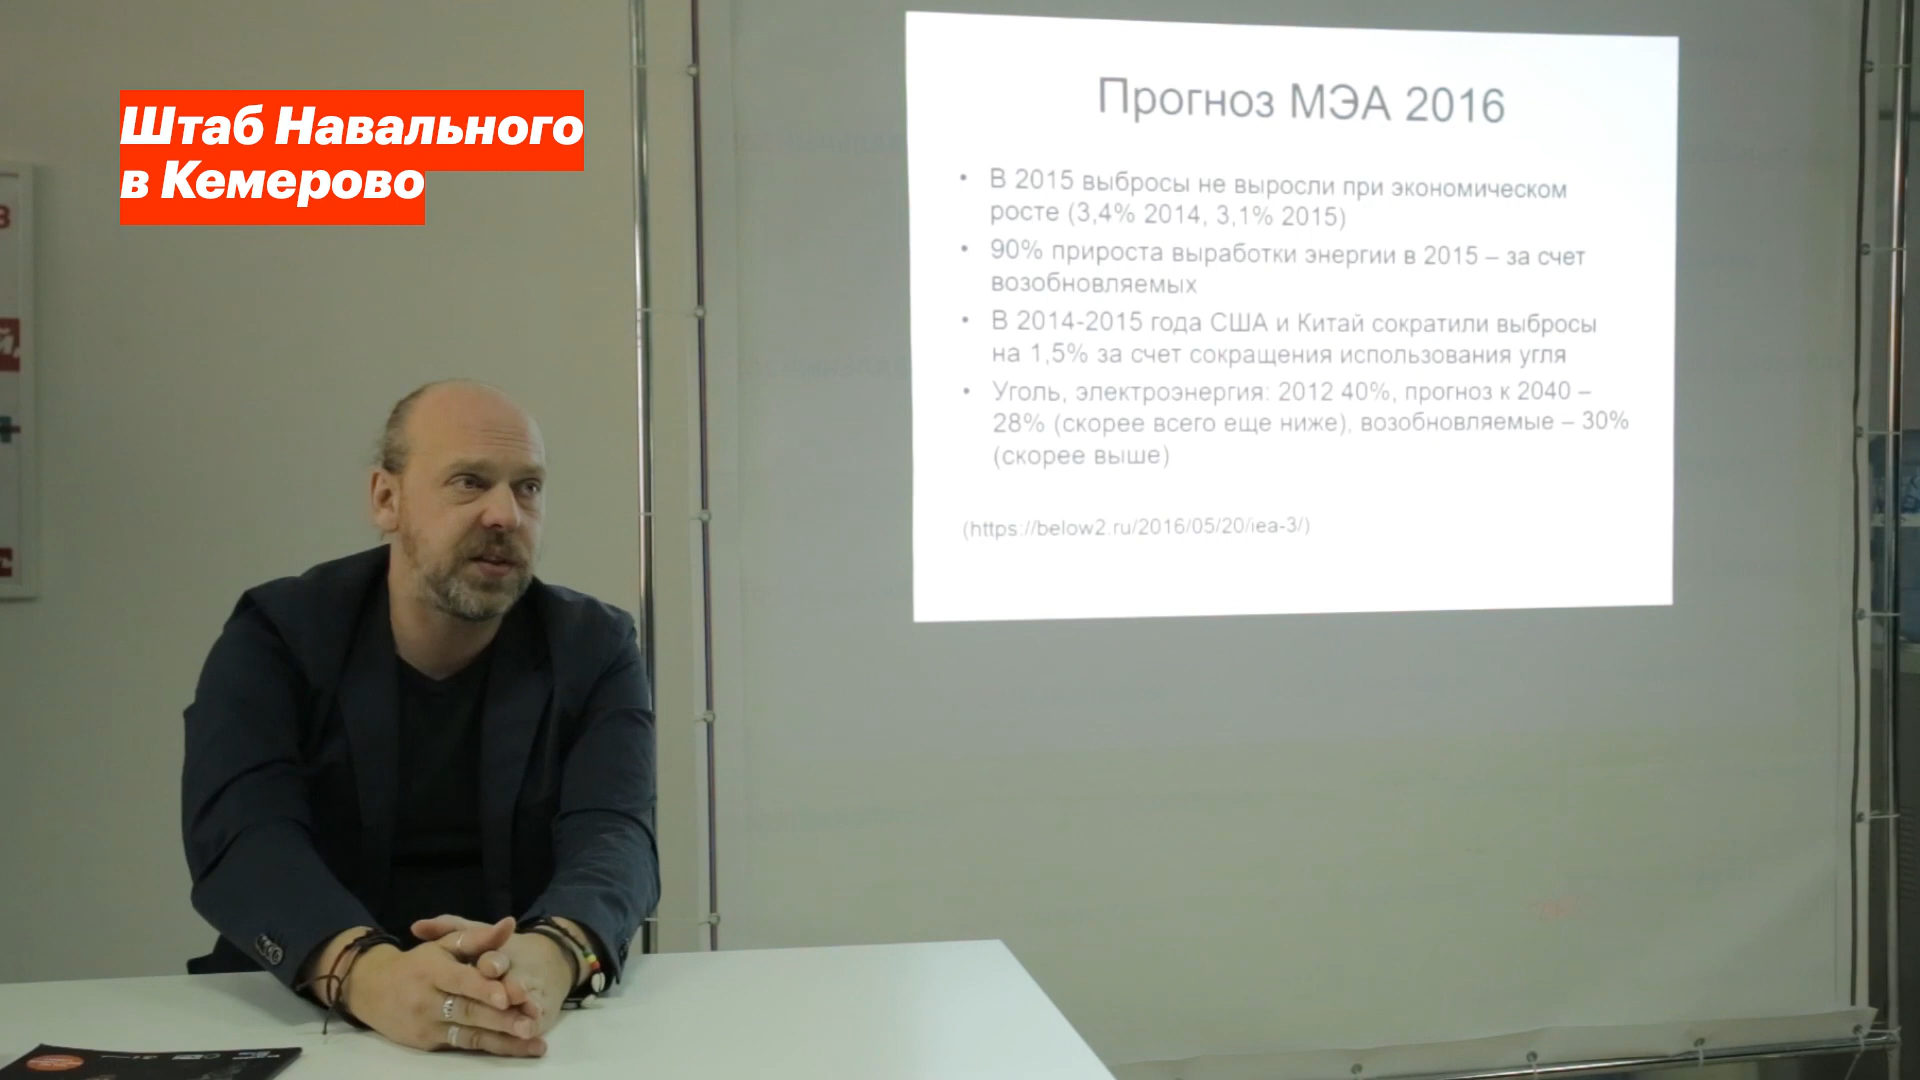 Штаб Навального
в Кемерово
Прогноз МЭА 2016
• В 2015 выбросы не выросли при экономическом
росте (3,4% 2014, 3,1% 2015)
• 90% прироста выработки энергии в 2015 – за счет
возобновляемых
• В 2014-2015 года США и Китай сократили выбросы
на 1,5% за счет сокращения использования угля
• Уголь, электроэнергия: 2012 40%, прогноз к 2040 –
28% (скорее всего еще ниже), возобновляемые – 30%
(скорее выше)
(https://below2.ru/2016/05/20/iea-3/)